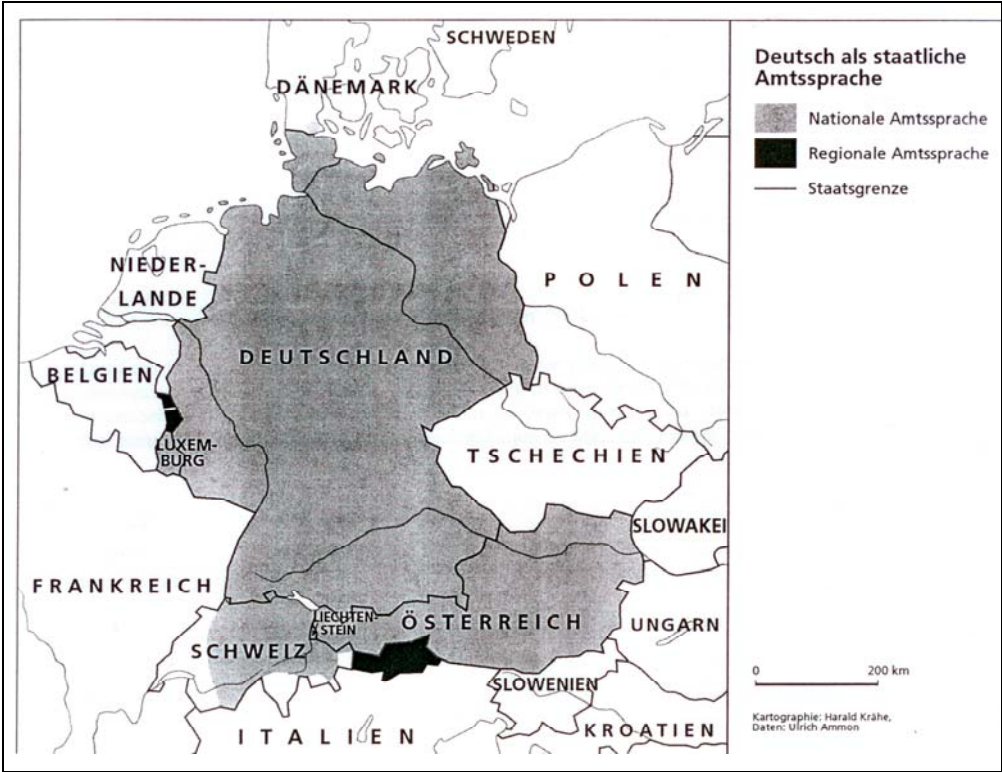 SCHWEDEN
DÄNEMARK
NIEDER-
LANDE
POLEN
DEUTSCHLAND
BELGIEN
LUXEM-
BURG
TSCHECHIEN
SLOWAKEI
FRANKREICH
LIECHTEN-
STEIN
ÖSTERREICH
UNGARN
SCHWEIZ
SLOWENIEN
ITALIEN
KROATIEN
Deutsch als staatliche
Amtssprache
Nationale Amtssprache
Regionale Amtssprache
Staatsgrenze
0 200 km
Kartographie: Harald Krähe,
Daten: Ulrich Ammon